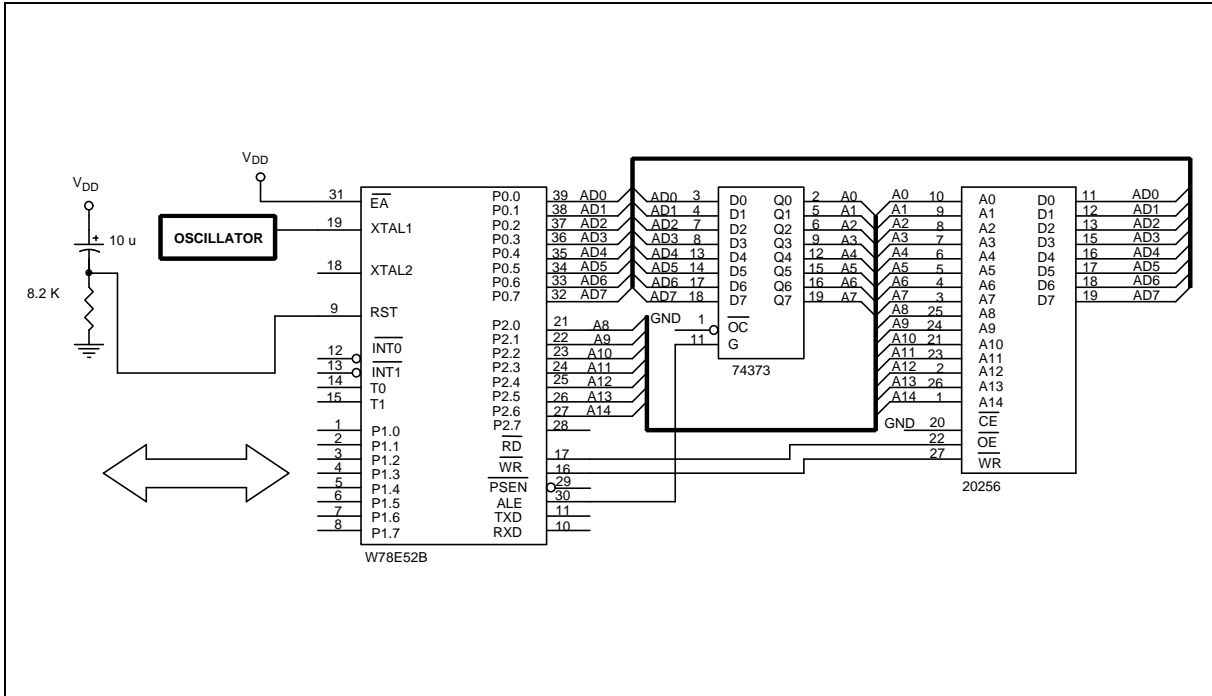 VDD
VDD
10 u
8.2 K
OSCILLATOR
31 EA
19 XTAL1
18 XTAL2
9 RST
12 INT0
13 INT1
14 T0
15 T1
1 P1.0
2 P1.1
3 P1.2
4 P1.3
5 P1.4
6 P1.5
7 P1.6
8 P1.7
P0.0 39 AD0
P0.1 38 AD1
P0.2 37 AD2
P0.3 36 AD3
P0.4 35 AD4
P0.5 34 AD5
P0.6 33 AD6
P0.7 32 AD7
P2.0 21 A8
P2.1 22 A9
P2.2 23 A10
P2.3 24 A11
P2.4 25 A12
P2.5 26 A13
P2.6 27 A14
P2.7 28
RD 17
WR 16
PSEN 29
ALE 30
TXD 11
RXD 10
W78E52B
AD0 3 D0 Q0 2 A0
AD1 4 D1 Q1 5 A1
AD2 7 D2 Q2 6 A2
AD3 8 D3 Q3 9 A3
AD4 13 D4 Q4 12 A4
AD5 14 D5 Q5 15 A5
AD6 17 D6 Q6 16 A6
AD7 18 D7 Q7 19 A7
GND 1 OC
11 G
74373
A0 10 A0 D0 11 AD0
A1 9 A1 D1 12 AD1
A2 8 A2 D2 13 AD2
A3 7 A3 D3 15 AD3
A4 6 A4 D4 16 AD4
A5 5 A5 D5 17 AD5
A6 4 A6 D6 18 AD6
A7 3 A7 D7 19 AD7
A8 25 A8
A9 24 A9
A10 21 A10
A11 23 A11
A12 2 A12
A13 26 A13
A14 1 A14
GND 20 CE
22 OE
27 WR
20256